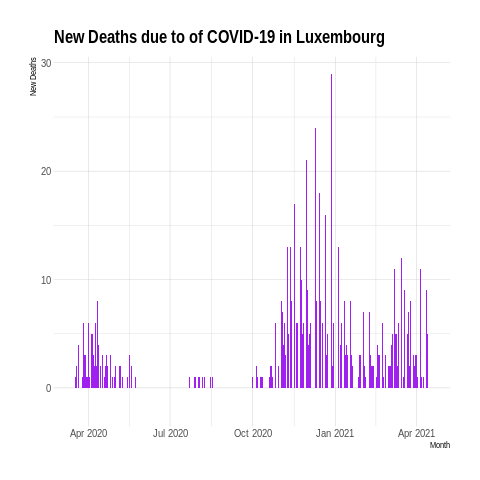 New Deaths due to of COVID-19 in Luxembourg
New Deaths
30
20
10
0
Apr 2020 Jul 2020 Oct 2020 Jan 2021 Apr 2021
Month